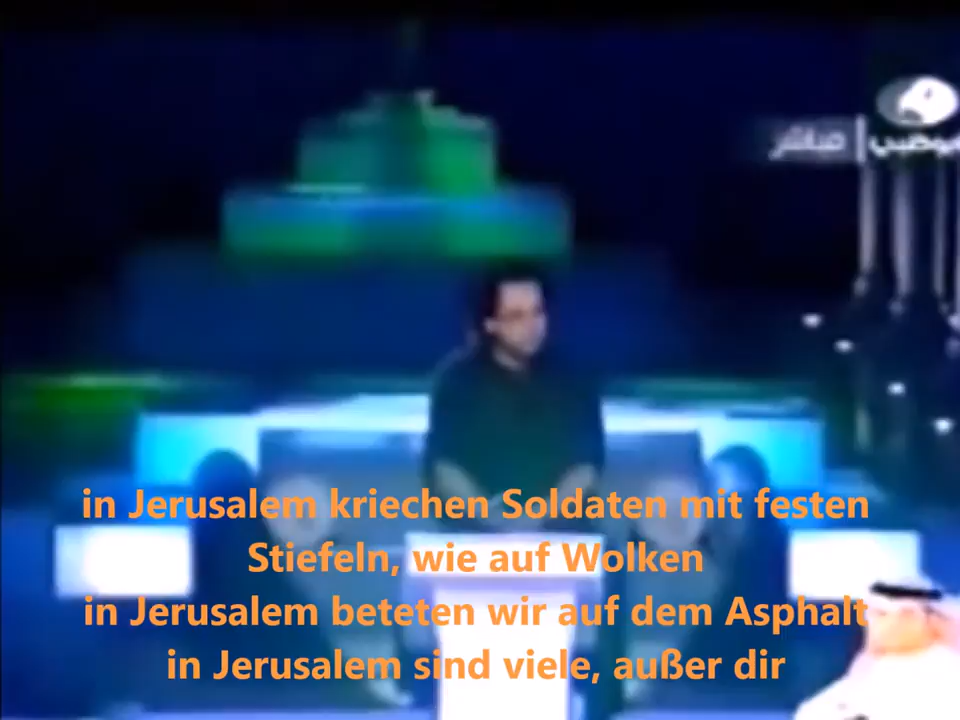 مباشر
in Jerusalem kriechen Soldaten mit festen
Stiefeln, wie auf Wolken
in Jerusalem beteten wir auf dem Asphalt
in Jerusalem sind viele, außer dir